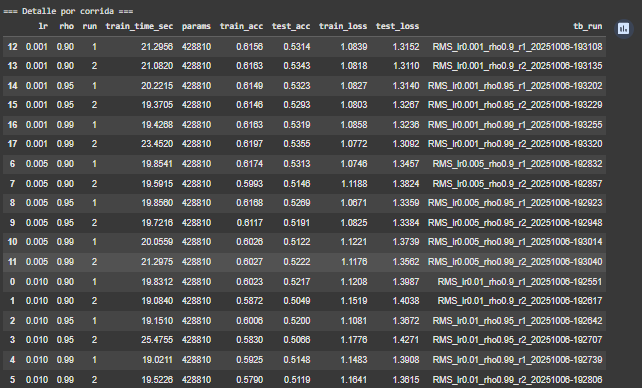 === Detalle por corrida ===
lr rho run train_time_sec params train_acc test_acc train_loss test_loss tb_run
12 0.001 0.90 1 21.2956 428810 0.6156 0.5314 1.0839 1.3152 RMS_lr0.001_rho0.9_r1_20251006-193108
13 0.001 0.90 2 21.0820 428810 0.6163 0.5343 1.0818 1.3110 RMS_lr0.001_rho0.9_r2_20251006-193135
14 0.001 0.95 1 20.2215 428810 0.6149 0.5323 1.0827 1.3140 RMS_lr0.001_rho0.95_r1_20251006-193202
15 0.001 0.95 2 19.3705 428810 0.6146 0.5293 1.0803 1.3267 RMS_lr0.001_rho0.95_r2_20251006-193229
16 0.001 0.99 1 19.4268 428810 0.6163 0.5319 1.0858 1.3236 RMS_lr0.001_rho0.99_r1_20251006-193255
17 0.001 0.99 2 23.4520 428810 0.6197 0.5355 1.0772 1.3092 RMS_lr0.001_rho0.99_r2_20251006-193320
6 0.005 0.90 1 19.8541 428810 0.6174 0.5313 1.0746 1.3457 RMS_lr0.005_rho0.9_r1_20251006-192832
7 0.005 0.90 2 19.5915 428810 0.5993 0.5146 1.1188 1.3824 RMS_lr0.005_rho0.9_r2_20251006-192857
8 0.005 0.95 1 19.8560 428810 0.6168 0.5269 1.0671 1.3359 RMS_lr0.005_rho0.95_r1_20251006-192923
9 0.005 0.95 2 19.7216 428810 0.6117 0.5191 1.0825 1.3384 RMS_lr0.005_rho0.95_r2_20251006-192948
10 0.005 0.99 1 20.0559 428810 0.6026 0.5122 1.1221 1.3739 RMS_lr0.005_rho0.99_r1_20251006-193014
11 0.005 0.99 2 21.2975 428810 0.6027 0.5222 1.1176 1.3562 RMS_lr0.005_rho0.99_r2_20251006-193040
0 0.010 0.90 1 19.8312 428810 0.6023 0.5217 1.1208 1.3987 RMS_lr0.01_rho0.9_r1_20251006-192551
1 0.010 0.90 2 19.0840 428810 0.5872 0.5049 1.1519 1.4038 RMS_lr0.01_rho0.9_r2_20251006-192617
2 0.010 0.95 1 19.1510 428810 0.6006 0.5200 1.1081 1.3672 RMS_lr0.01_rho0.95_r1_20251006-192642
3 0.010 0.95 2 25.4755 428810 0.5830 0.5066 1.1776 1.4271 RMS_lr0.01_rho0.95_r2_20251006-192707
4 0.010 0.99 1 19.0211 428810 0.5925 0.5148 1.1483 1.3908 RMS_lr0.01_rho0.99_r1_20251006-192739
5 0.010 0.99 2 19.5226 428810 0.5790 0.5119 1.1641 1.3615 RMS_lr0.01_rho0.99_r2_20251006-192806